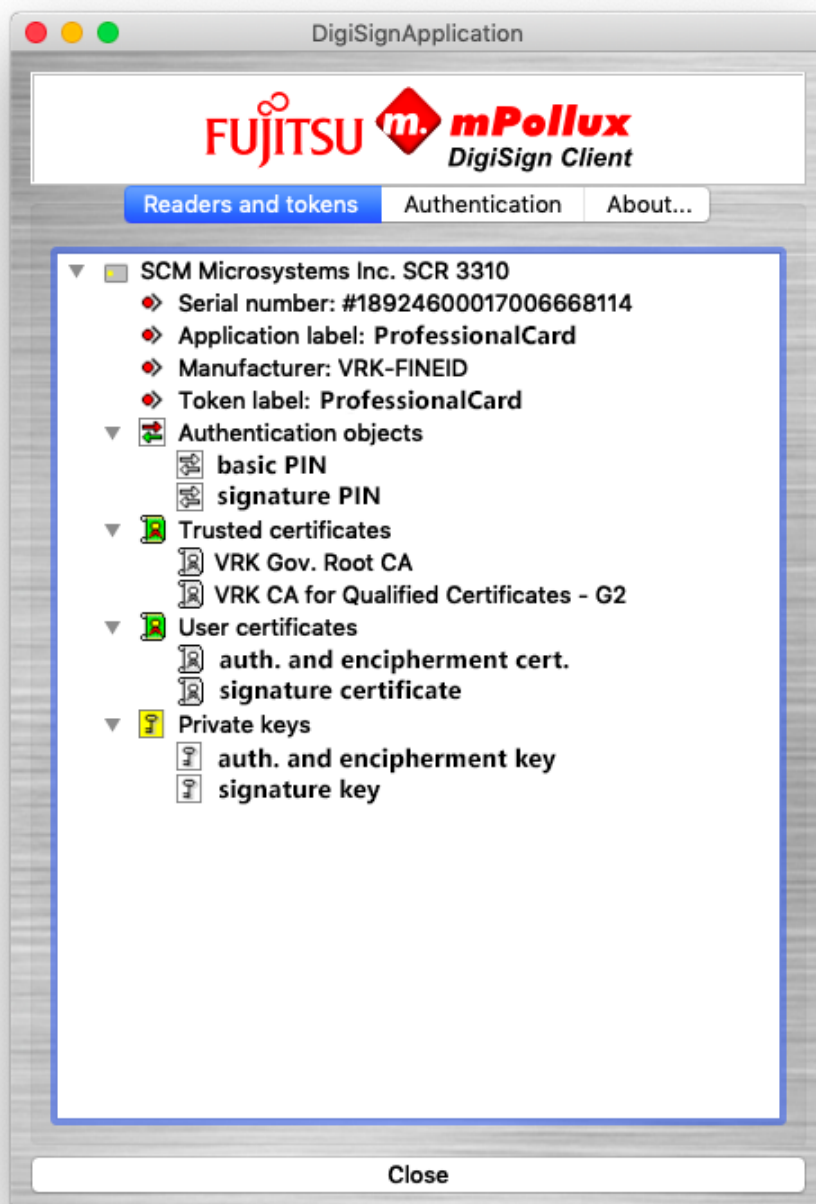 DigiSignApplication
FUJITSU m. mPollux
DigiSign Client
Readers and tokens Authentication About...
SCM Microsystems Inc. SCR 3310
Serial number: #18924600017006668114
Application label: ProfessionalCard
Manufacturer: VRK-FINEID
Token label: ProfessionalCard
Authentication objects
basic PIN
signature PIN
Trusted certificates
VRK Gov. Root CA
VRK CA for Qualified Certificates - G2
User certificates
auth. and encipherment cert.
signature certificate
Private keys
auth. and encipherment key
signature key
Close